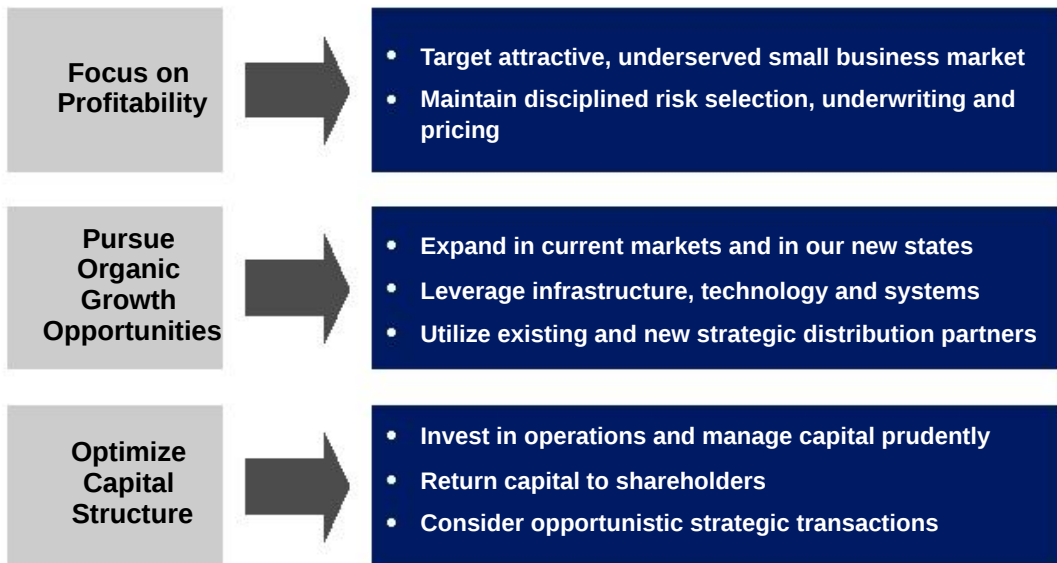 Focus on
Profitability
• Target attractive, underserved small business market
• Maintain disciplined risk selection, underwriting and
pricing
Pursue
Organic
Growth
Opportunities
• Expand in current markets and in our new states
• Leverage infrastructure, technology and systems
• Utilize existing and new strategic distribution partners
Optimize
Capital
Structure
• Invest in operations and manage capital prudently
• Return capital to shareholders
• Consider opportunistic strategic transactions